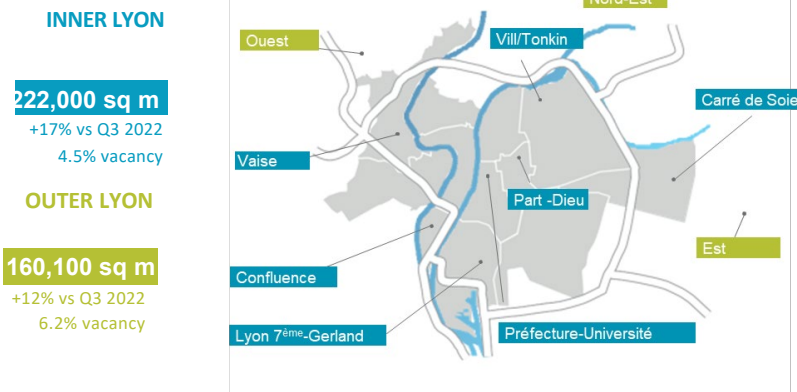 INNER LYON
222,000 sq m
+17% vs Q3 2022
4.5% vacancy
OUTER LYON
160,100 sq m
+12% vs Q3 2022
6.2% vacancy
Nord-Est
Ouest
Vill/Tonkin
Carré de Soie
Vaise
Part -Dieu
Est
Confluence
Lyon 7ème-Gerland
Préfecture-Université